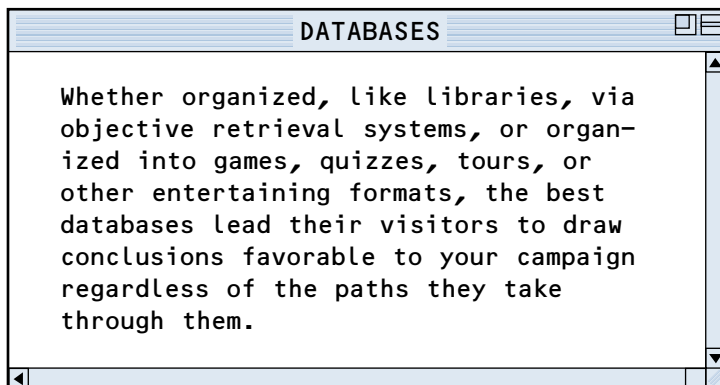 DATABASES
Whether organized, like libraries, via
objective retrieval systems, or organ-
ized into games, quizzes, tours, or
other entertaining formats, the best
databases lead their visitors to draw
conclusions favorable to your campaign
regardless of the paths they take
through them.